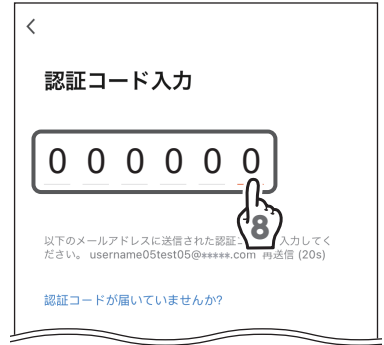 <
認証コード入力
0 0 0 0 0 0
8
以下のメールアドレスに送信された認証 入力してく
ださい。 username05test05@*****.com 再送信 (20s)
認証コードが届いていませんか?